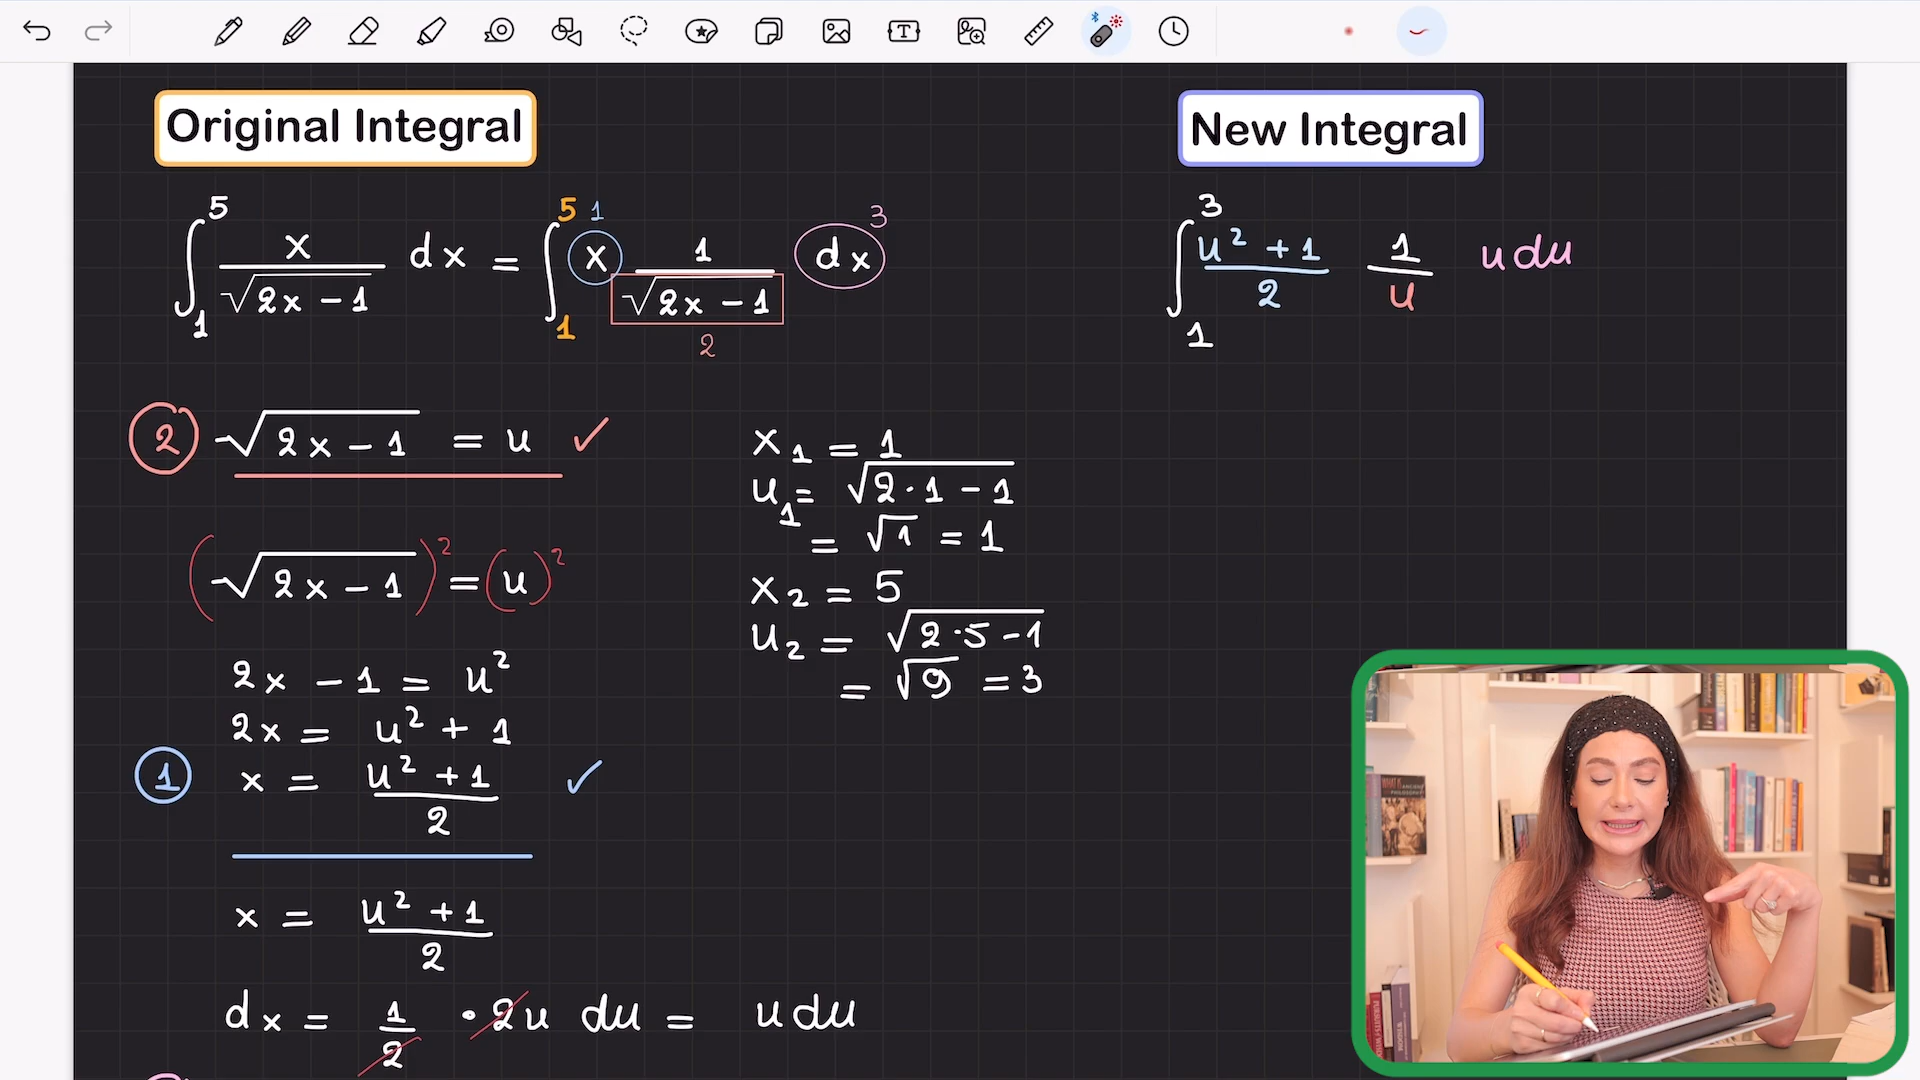 Original Integral
New Integral
∫₁⁵ x/√(2x − 1) dx = ∫₁⁵ x 1/√(2x − 1) dx
1
2
3
∫₁³ (u² + 1)/2 1/u u du
2 √(2x − 1) = u ✓
(√(2x − 1))² = (u)²
2x − 1 = u²
2x = u² + 1
1 x = (u² + 1)/2 ✓
x = (u² + 1)/2
dx = 1/2 · 2u du = u du
x₁ = 1
u₁ = √(2·1 − 1)
= √1 = 1
x₂ = 5
u₂ = √(2·5 − 1)
= √9 = 3